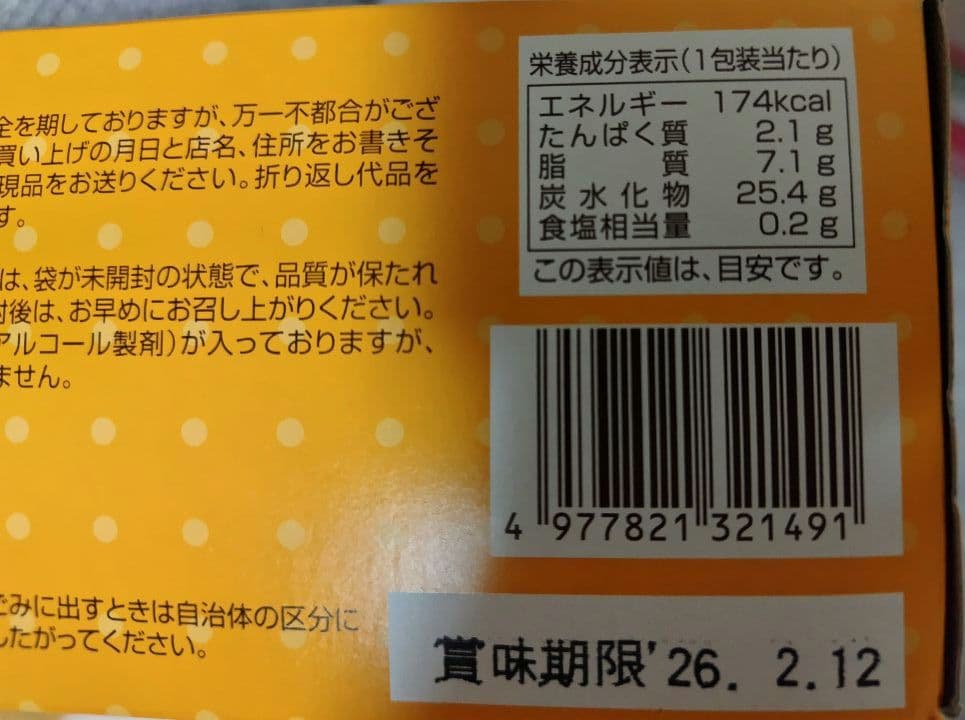 全を期しておりますが、万一不都合がござ
買い上げの月日と店名、住所をお書きそ
現品をお送りください。折り返し代品を
す。
は、袋が未開封の状態で、品質が保たれ
封後は、お早めにお召し上がりください。
アルコール製剤)が入っておりますが、
ません。
ごみに出すときは自治体の区分に
したがってください。
栄養成分表示(1包装当たり)
エネルギー 174kcal
たんぱく質 2.1g
脂質 7.1g
炭水化物 25.4g
食塩相当量 0.2g
この表示値は、目安です。
4 977821 321491
賞味期限'26. 2.12